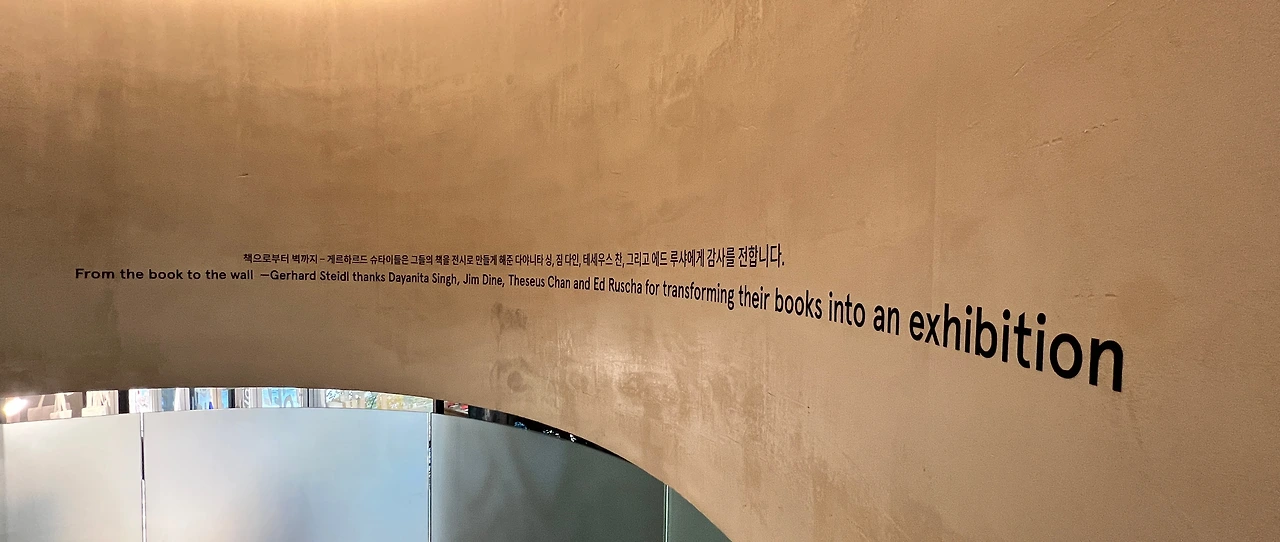 책으로부터 벽까지 – 게르하르드 슈타이들은 그들의 책을 전시로 만들게 해준 다야니타 싱, 짐 다인, 테세우스 찬, 그리고 에드 루샤에게 감사를 전합니다.
From the book to the wall —Gerhard Steidl thanks Dayanita Singh, Jim Dine, Theseus Chan and Ed Ruscha for transforming their books into an exhibition